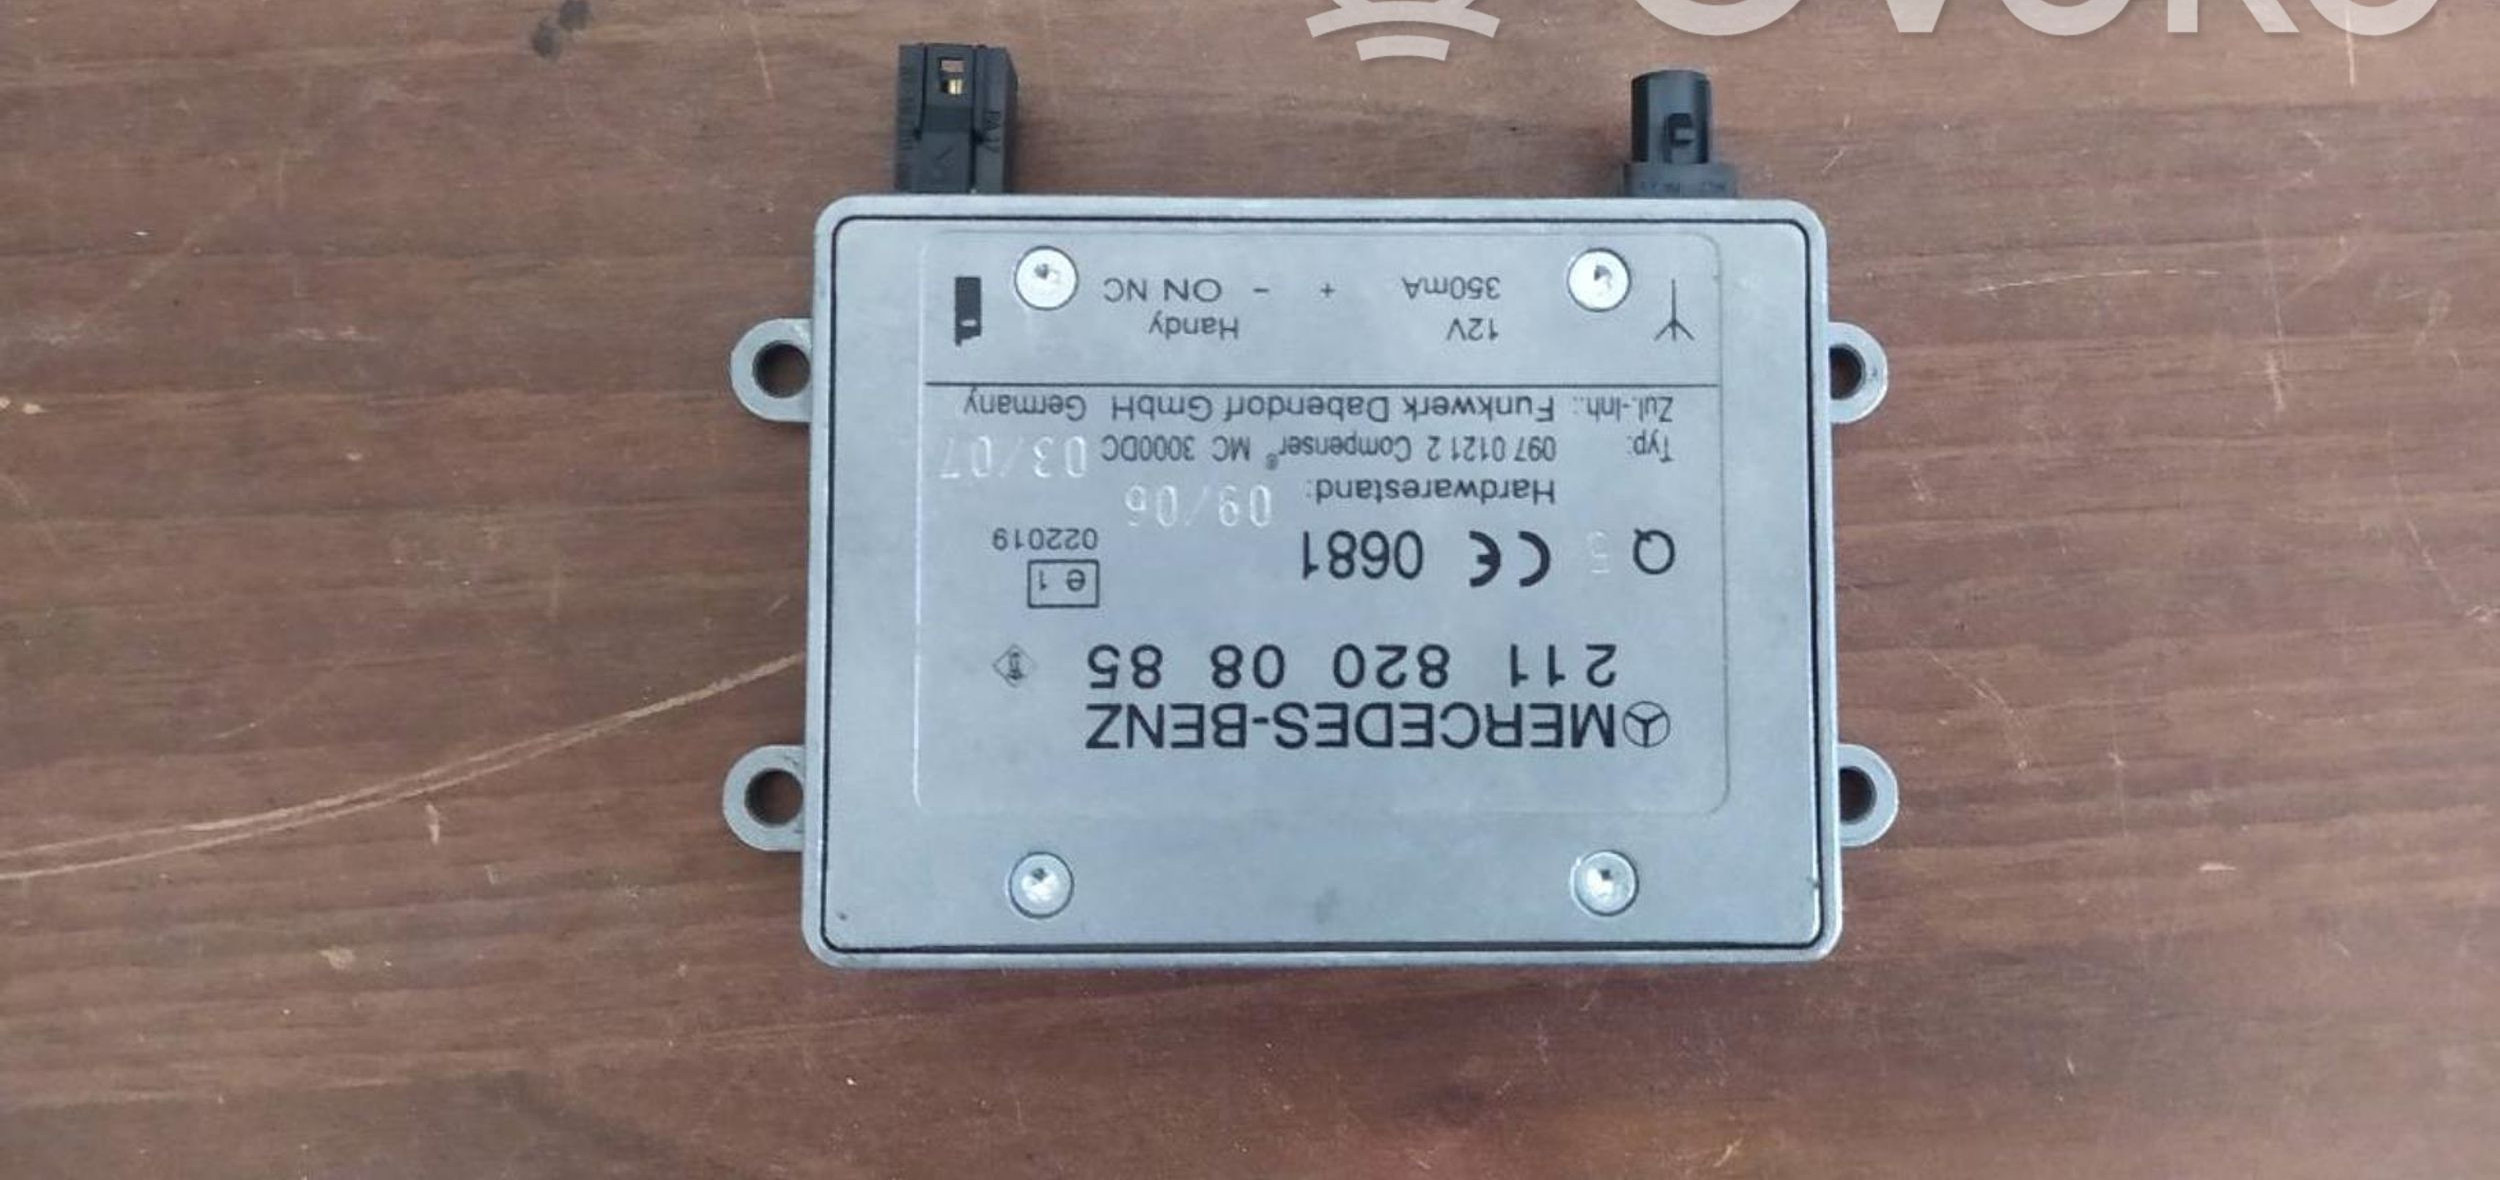 MERCEDES-BENZ
211 820 08 85
Q 3 CE 0681 e 1
022019
Hardwarestand: 09/06
Typ: 097 0121 2 Compenser® MC 3000DC 03/07
Zul.-Inh.: Funkwerk Dabendorf GmbH Germany
12V Handy
350mA + - ON NC